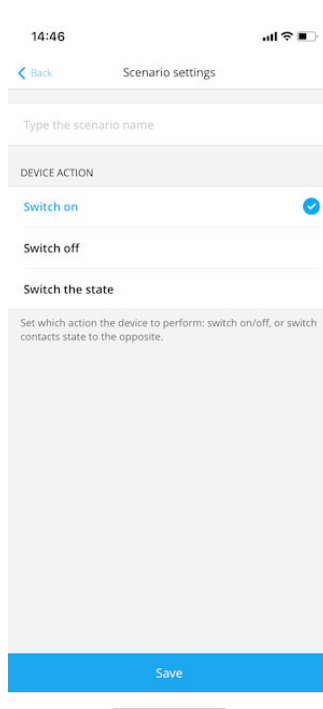 14:46
Back
Scenario settings
Type the scenario name
DEVICE ACTION
Switch on
Switch off
Switch the state
Set which action the device to perform: switch on/off, or switch
contacts state to the opposite.
Save